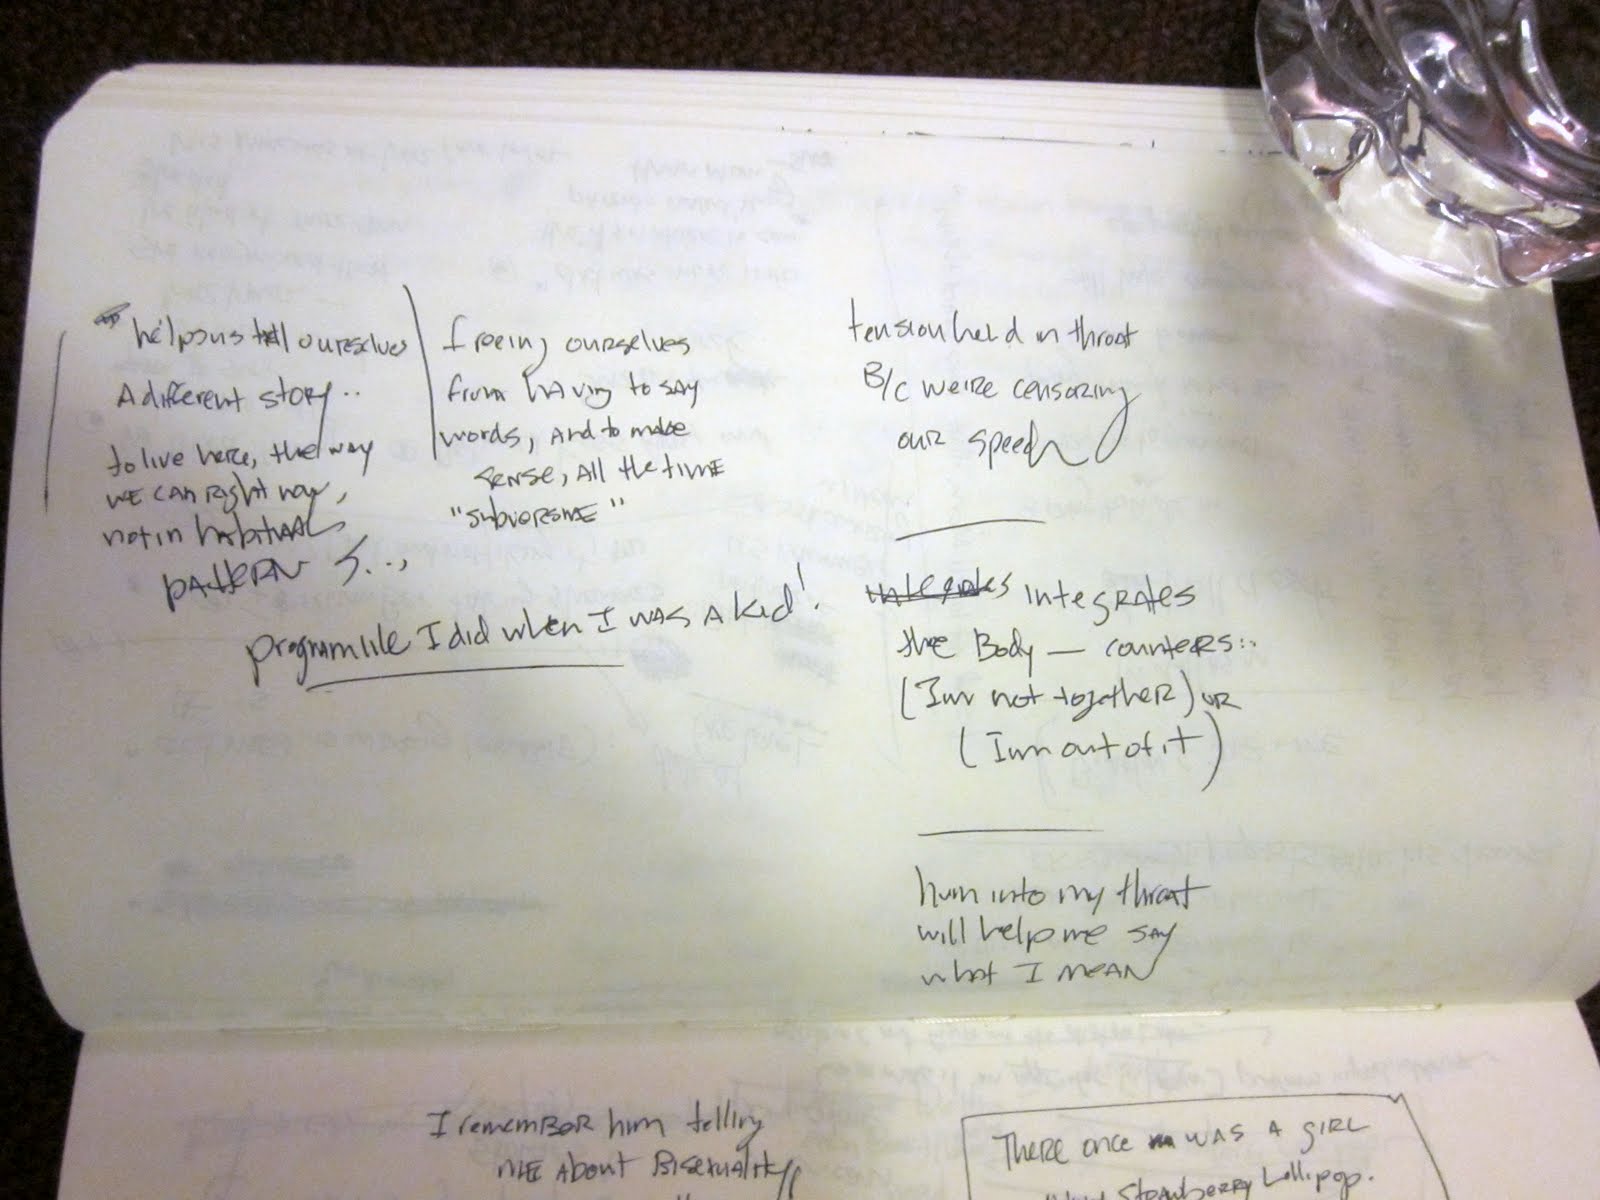 helps us tell ourselves
A different story..
to live here, the way
we can right now,
not in habitual
patterns...
freeing ourselves
from having to say
words, and to make
sense, all the time
"subversive"
program like I did when I was a kid!
tension held in throat
B/c we're censoring
our speech
integrates integrates
the Body — counters:
(I'm not together) or
(I'm out of it)
hum into my throat
will help me say
what I mean
I remember him telling
me about Bisexuality
There once was a girl
Strawberry Lollipop.